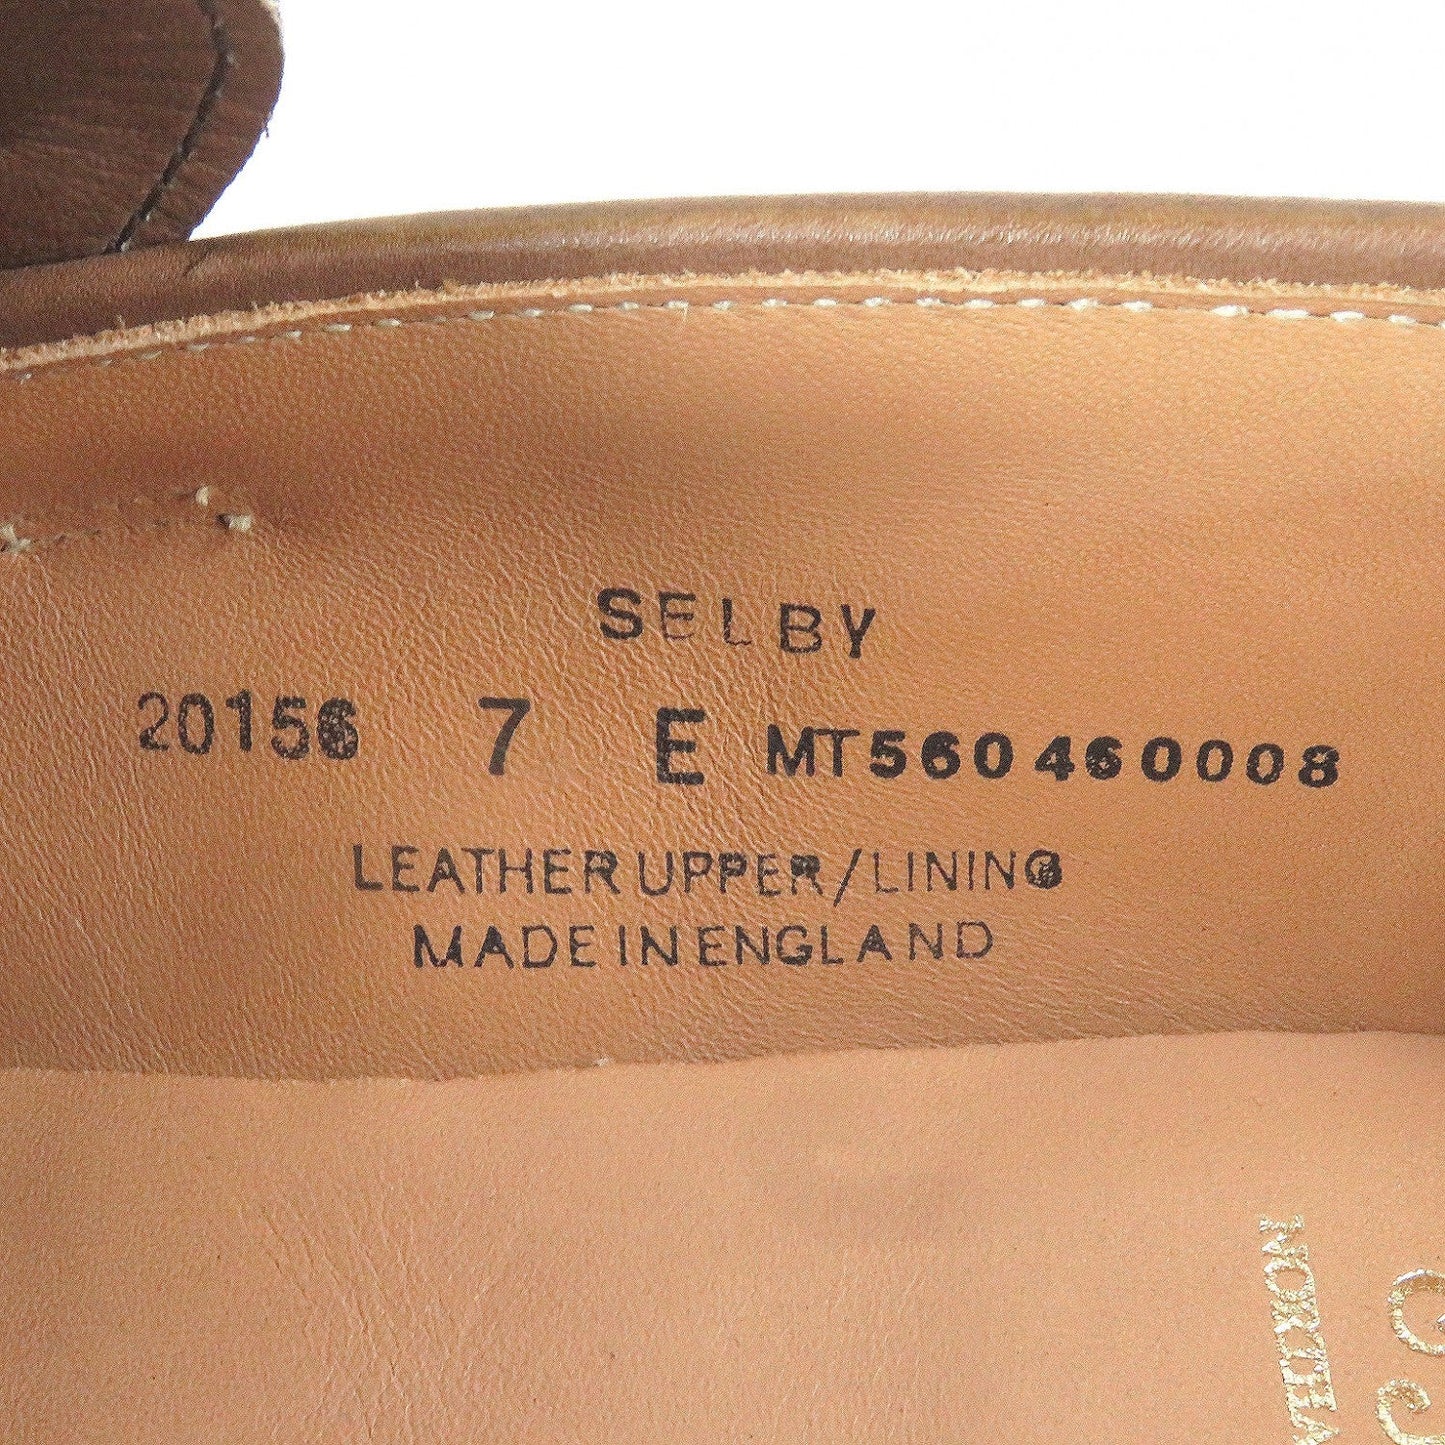 SELBY
20156 7 E MT560460008
LEATHER UPPER/LINING
MADE IN ENGLAND